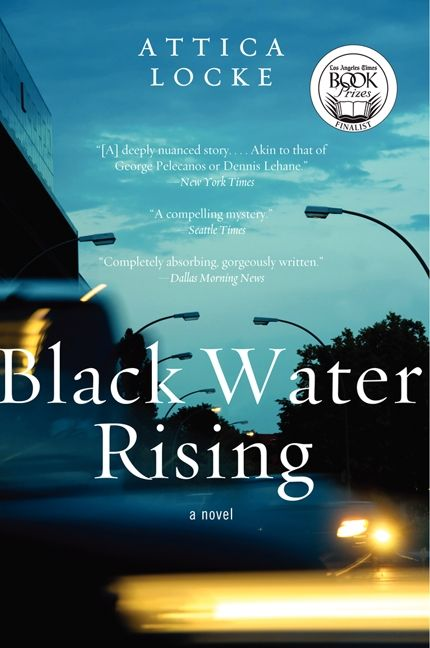 ATTICA
LOCKE
Los Angeles Times
BOOK
Prizes
FINALIST
“[A] deeply nuanced story. . . . Akin to that of
George Pelecanos or Dennis Lehane.”
—New York Times
“A compelling mystery.”
—Seattle Times
“Completely absorbing, gorgeously written.”
—Dallas Morning News
Black Water
Rising
a novel